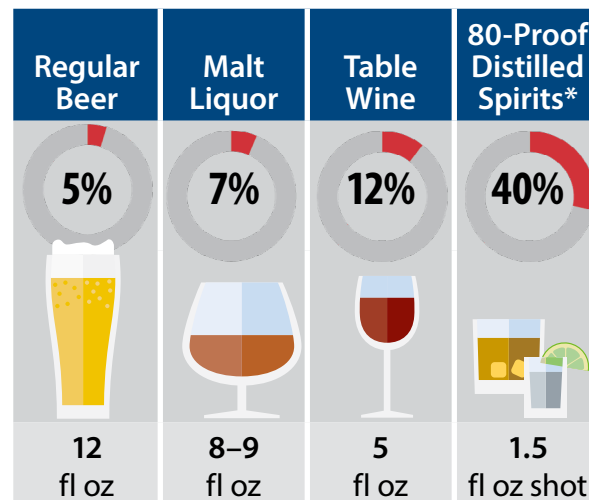 Regular
Beer
Malt
Liquor
Table
Wine
80-Proof
Distilled
Spirits*
5%
7%
12%
40%
12
fl oz
8–9
fl oz
5
fl oz
1.5
fl oz shot